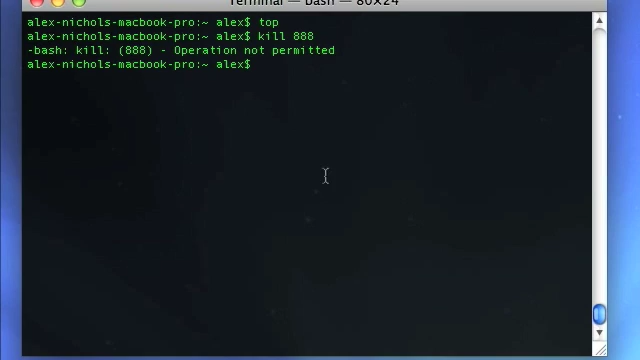 Terminal — bash — 80×24
alex-nichols-macbook-pro:~ alex$ top
alex-nichols-macbook-pro:~ alex$ kill 888
-bash: kill: (888) - Operation not permitted
alex-nichols-macbook-pro:~ alex$